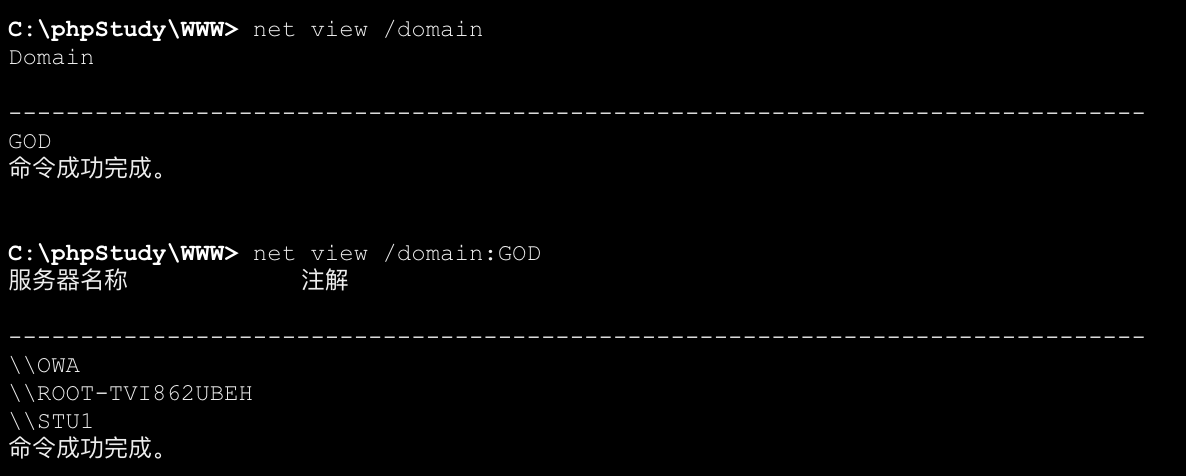 C:\phpStudy\WWW> net view /domain
Domain
-------------------------------------------------------------------------------
GOD
命令成功完成。
C:\phpStudy\WWW> net view /domain:GOD
服务器名称            注解
-------------------------------------------------------------------------------
\\OWA
\\ROOT-TVI862UBEH
\\STU1
命令成功完成。